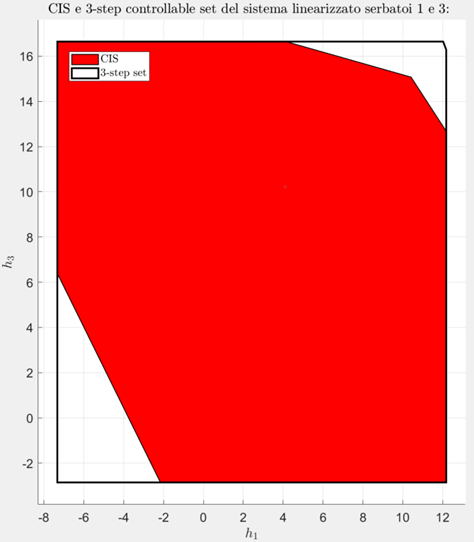 CIS e 3-step controllable set del sistema linearizzato serbatoi 1 e 3:
CIS
3-step set
16
14
12
10
8
6
4
2
0
-2
h3
-8 -6 -4 -2 0 2 4 6 8 10 12
h1